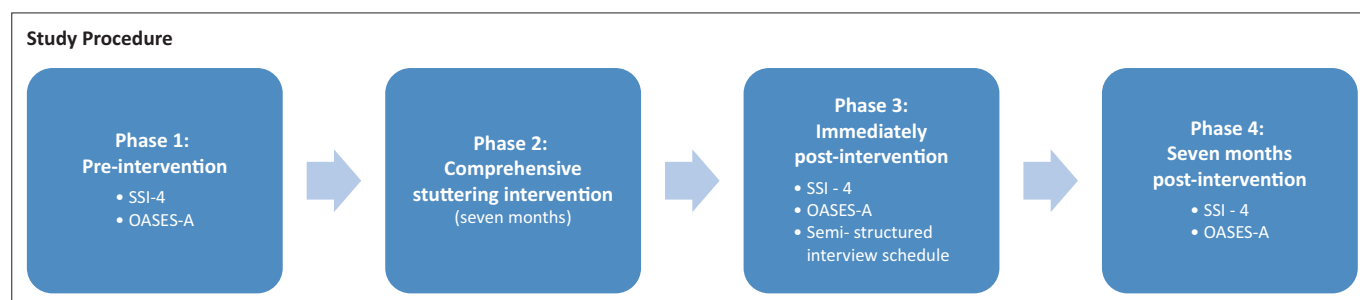 Study Procedure
Phase 1:
Pre-intervention
• SSI-4
• OASES-A
Phase 2:
Comprehensive
stuttering intervention
(seven months)
Phase 3:
Immediately
post-intervention
• SSI - 4
• OASES-A
• Semi- structured
interview schedule
Phase 4:
Seven months
post-intervention
• SSI - 4
• OASES-A